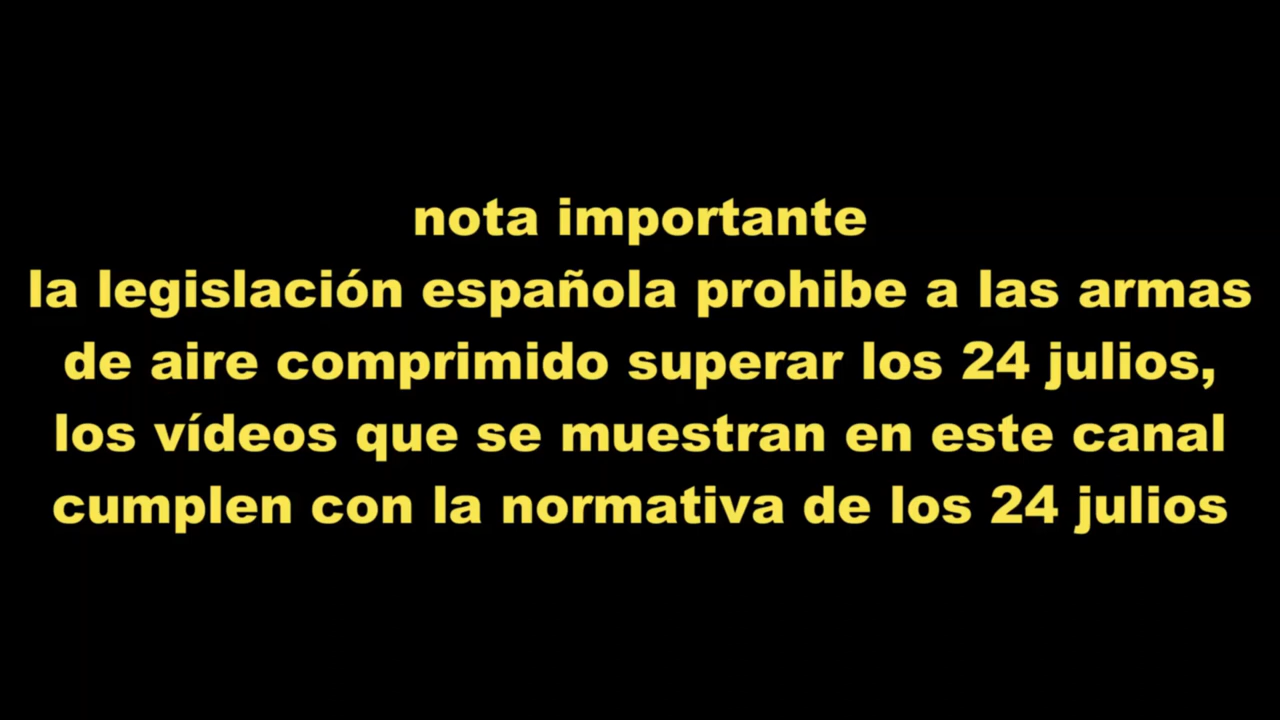 nota importante
la legislación española prohibe a las armas
de aire comprimido superar los 24 julios,
los vídeos que se muestran en este canal
cumplen con la normativa de los 24 julios